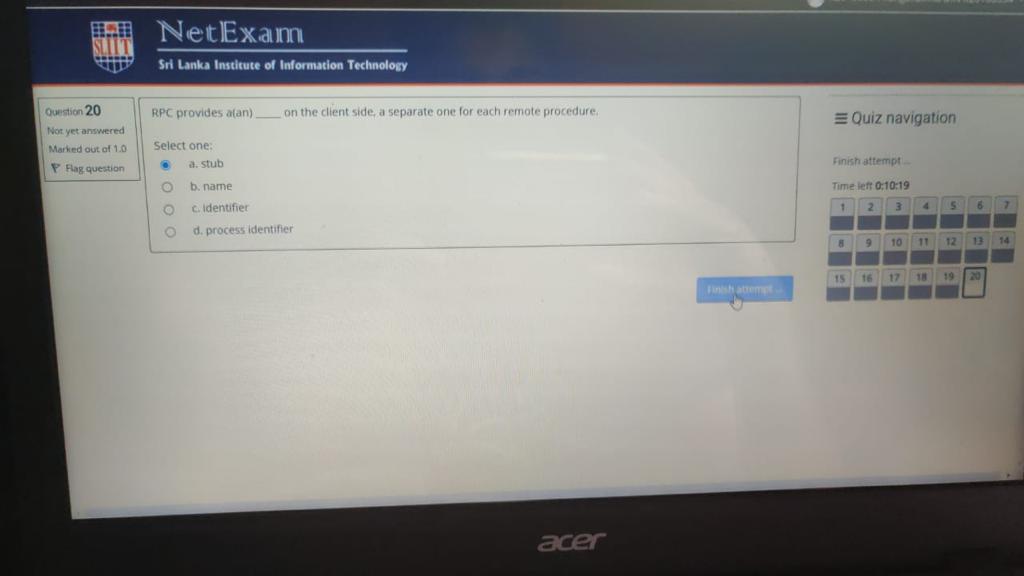 SLIIT
NetExam
Sri Lanka Institute of Information Technology
Question 20
Not yet answered
Marked out of 1.0
Flag question
RPC provides a(an) ____ on the client side, a separate one for each remote procedure.
Select one:
a. stub
b. name
c. identifier
d. process identifier
Finish attempt ...
Quiz navigation
Finish attempt ...
Time left 0:10:19
1 2 3 4 5 6 7
8 9 10 11 12 13 14
15 16 17 18 19 20
acer